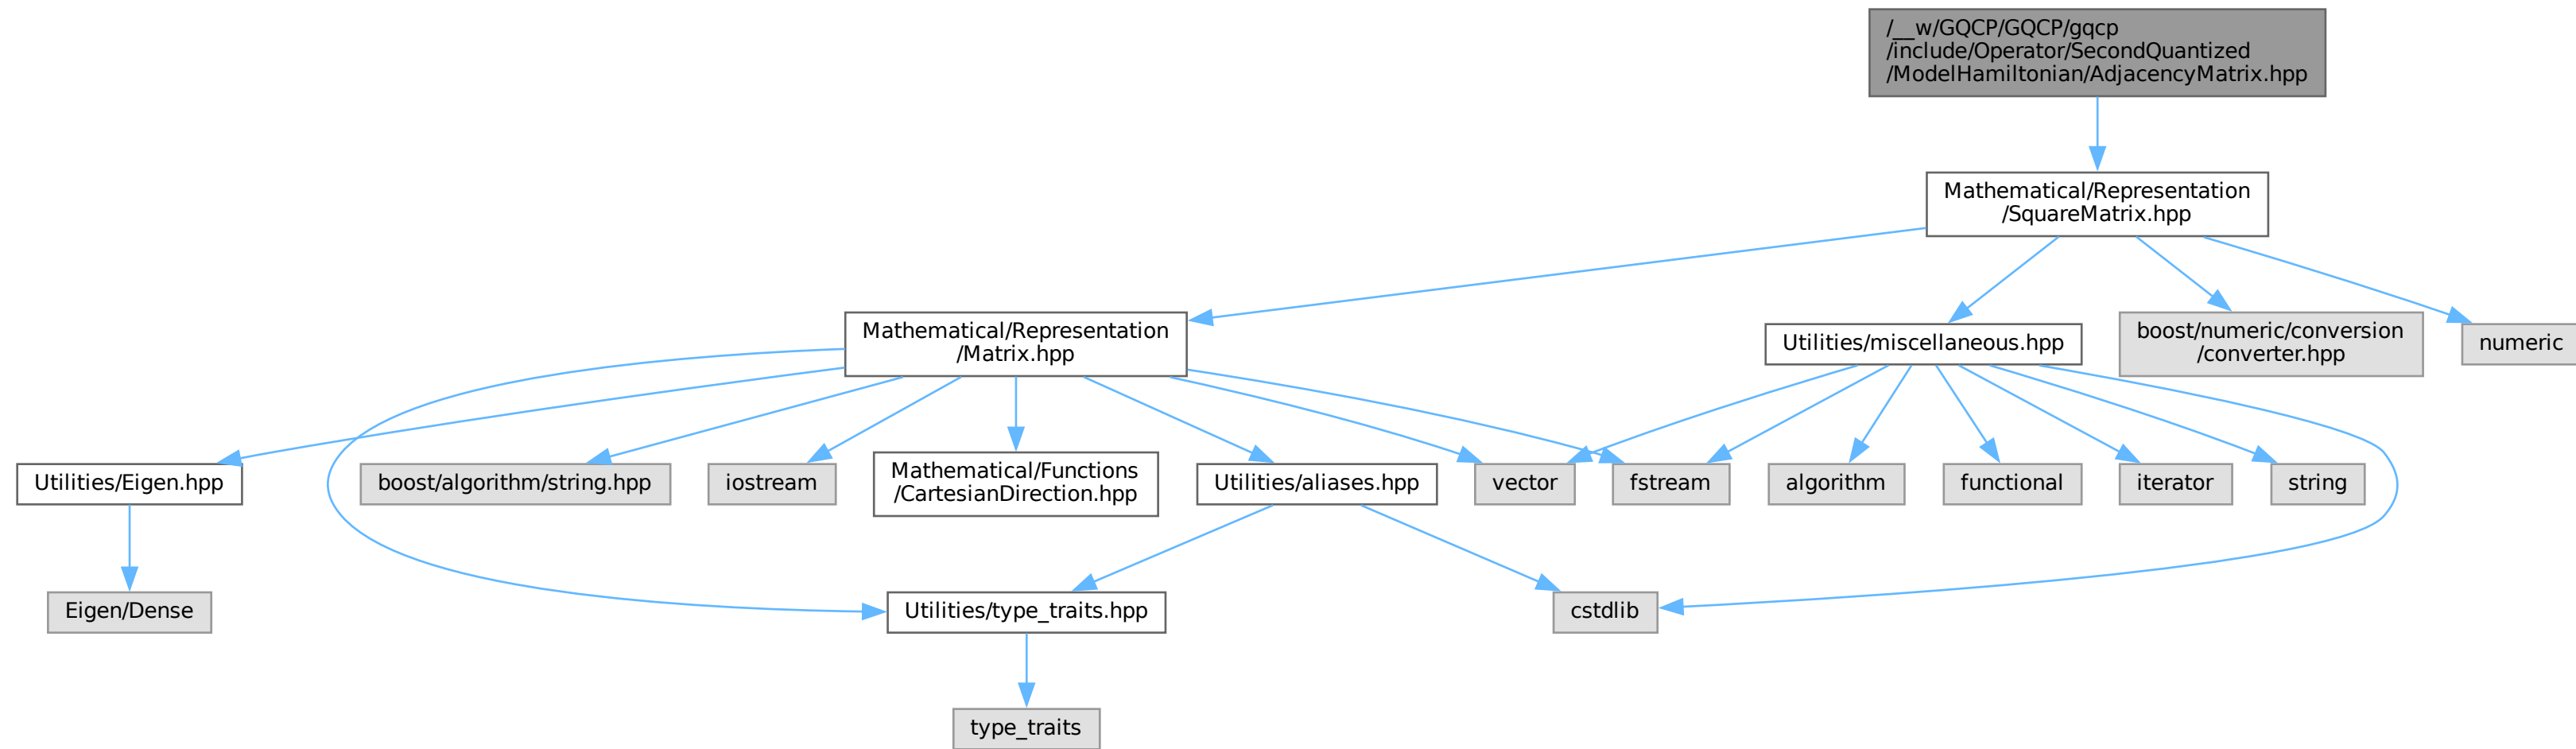 /__w/GQCP/GQCP/gqcp
/include/Operator/SecondQuantized
/ModelHamiltonian/AdjacencyMatrix.hpp
Mathematical/Representation
/SquareMatrix.hpp
Mathematical/Representation
/Matrix.hpp
Utilities/miscellaneous.hpp
boost/numeric/conversion
/converter.hpp
numeric
Utilities/Eigen.hpp
boost/algorithm/string.hpp
iostream
Mathematical/Functions
/CartesianDirection.hpp
Utilities/aliases.hpp
vector
fstream
algorithm
functional
iterator
string
Eigen/Dense
Utilities/type_traits.hpp
cstdlib
type_traits